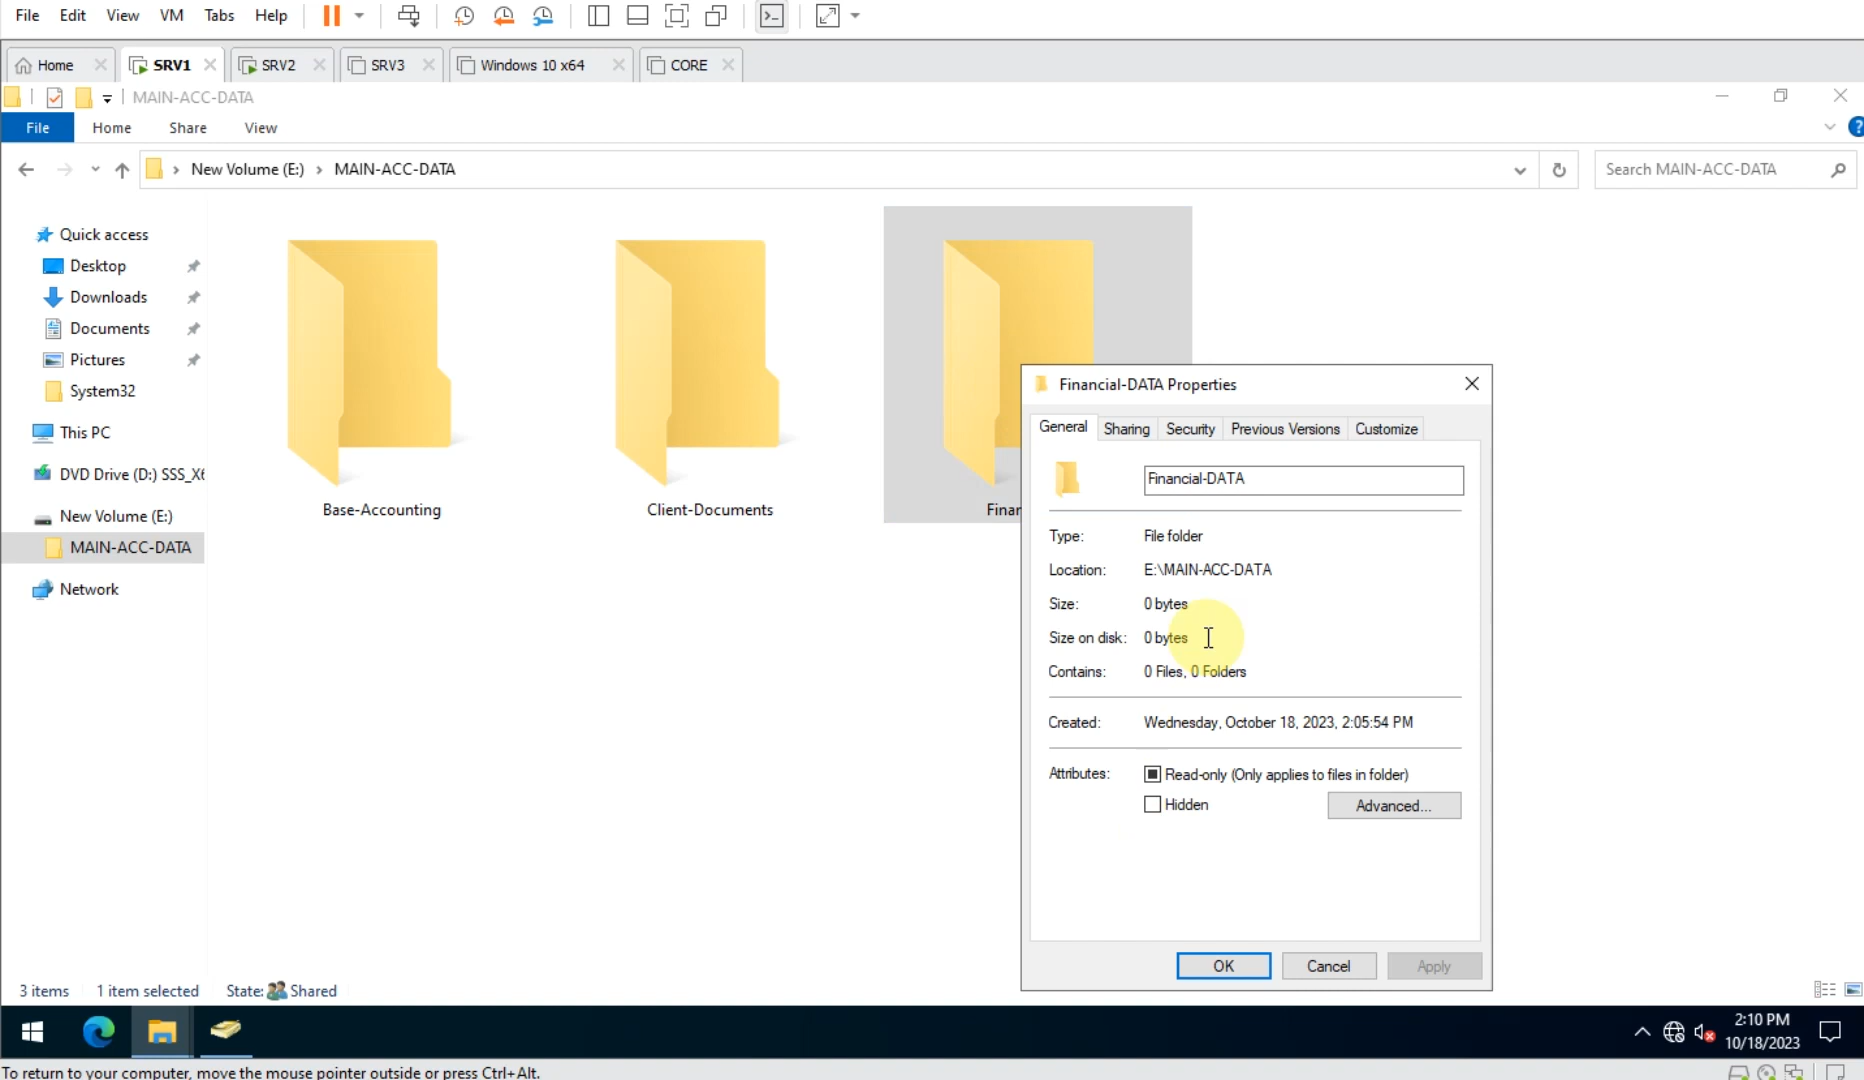 File Edit View VM Tabs Help
Home SRV1 SRV2 SRV3 Windows 10 x64 CORE
MAIN-ACC-DATA
File Home Share View
New Volume (E:) MAIN-ACC-DATA
Search MAIN-ACC-DATA
Quick access
Desktop
Downloads
Documents
Pictures
System32
This PC
DVD Drive (D:) SSS_X6
New Volume (E:)
MAIN-ACC-DATA
Network
Base-Accounting
Client-Documents
Finan
Financial-DATA Properties
General Sharing Security Previous Versions Customize
Financial-DATA
Type: File folder
Location: E:\MAIN-ACC-DATA
Size: 0 bytes
Size on disk: 0 bytes
Contains: 0 Files, 0 Folders
Created: Wednesday, October 18, 2023, 2:05:54 PM
Attributes: Read-only (Only applies to files in folder)
Hidden
Advanced...
OK Cancel Apply
3 items 1 item selected State: Shared
2:10 PM
10/18/2023
To return to your computer, move the mouse pointer outside or press Ctrl+Alt.